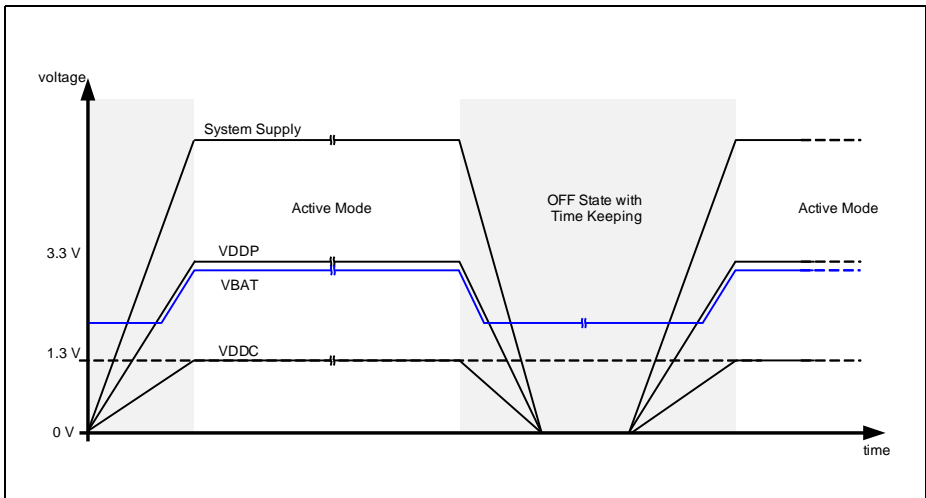 voltage
System Supply
Active Mode
OFF State with
Time Keeping
Active Mode
3.3 V
VDDP
VBAT
1.3 V
VDDC
0 V
time